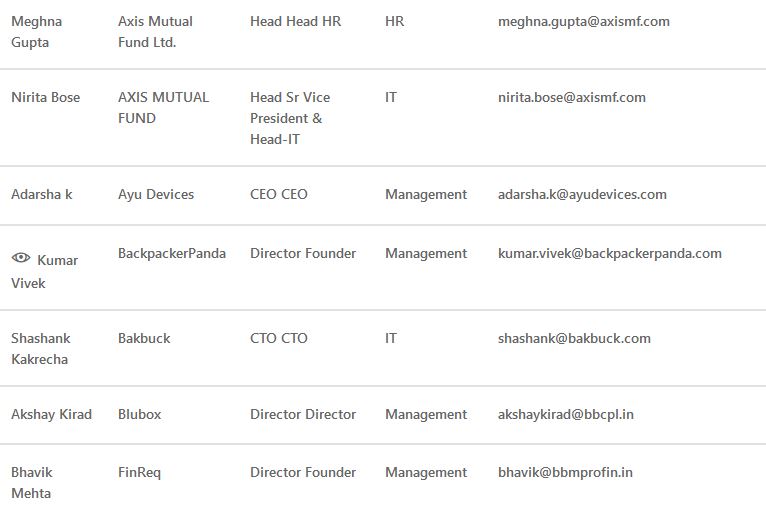 Meghna Gupta Axis Mutual Fund Ltd. Head Head HR HR meghna.gupta@axismf.com
Nirita Bose AXIS MUTUAL FUND Head Sr Vice President & Head-IT IT nirita.bose@axismf.com
Adarsha k Ayu Devices CEO CEO Management adarsha.k@ayudevices.com
Kumar Vivek BackpackerPanda Director Founder Management kumar.vivek@backpackerpanda.com
Shashank Kakrecha Bakbuck CTO CTO IT shashank@bakbuck.com
Akshay Kirad Blubox Director Director Management akshaykirad@bbcpl.in
Bhavik Mehta FinReq Director Founder Management bhavik@bbmprofin.in